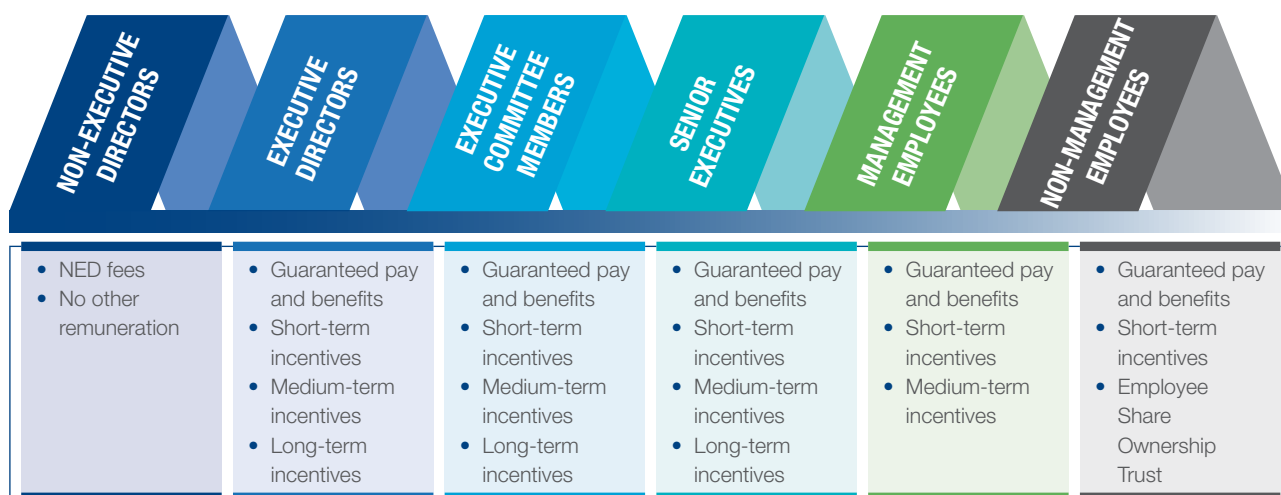 NON-EXECUTIVE
DIRECTORS
EXECUTIVE
DIRECTORS
EXECUTIVE
COMMITTEE
MEMBERS
SENIOR
EXECUTIVES
MANAGEMENT
EMPLOYEES
NON-MANAGEMENT
EMPLOYEES
• NED fees
• No other
remuneration
• Guaranteed pay
and benefits
• Short-term
incentives
• Medium-term
incentives
• Long-term
incentives
• Guaranteed pay
and benefits
• Short-term
incentives
• Medium-term
incentives
• Long-term
incentives
• Guaranteed pay
and benefits
• Short-term
incentives
• Medium-term
incentives
• Long-term
incentives
• Guaranteed pay
and benefits
• Short-term
incentives
• Medium-term
incentives
• Guaranteed pay
and benefits
• Short-term
incentives
• Employee
Share
Ownership
Trust